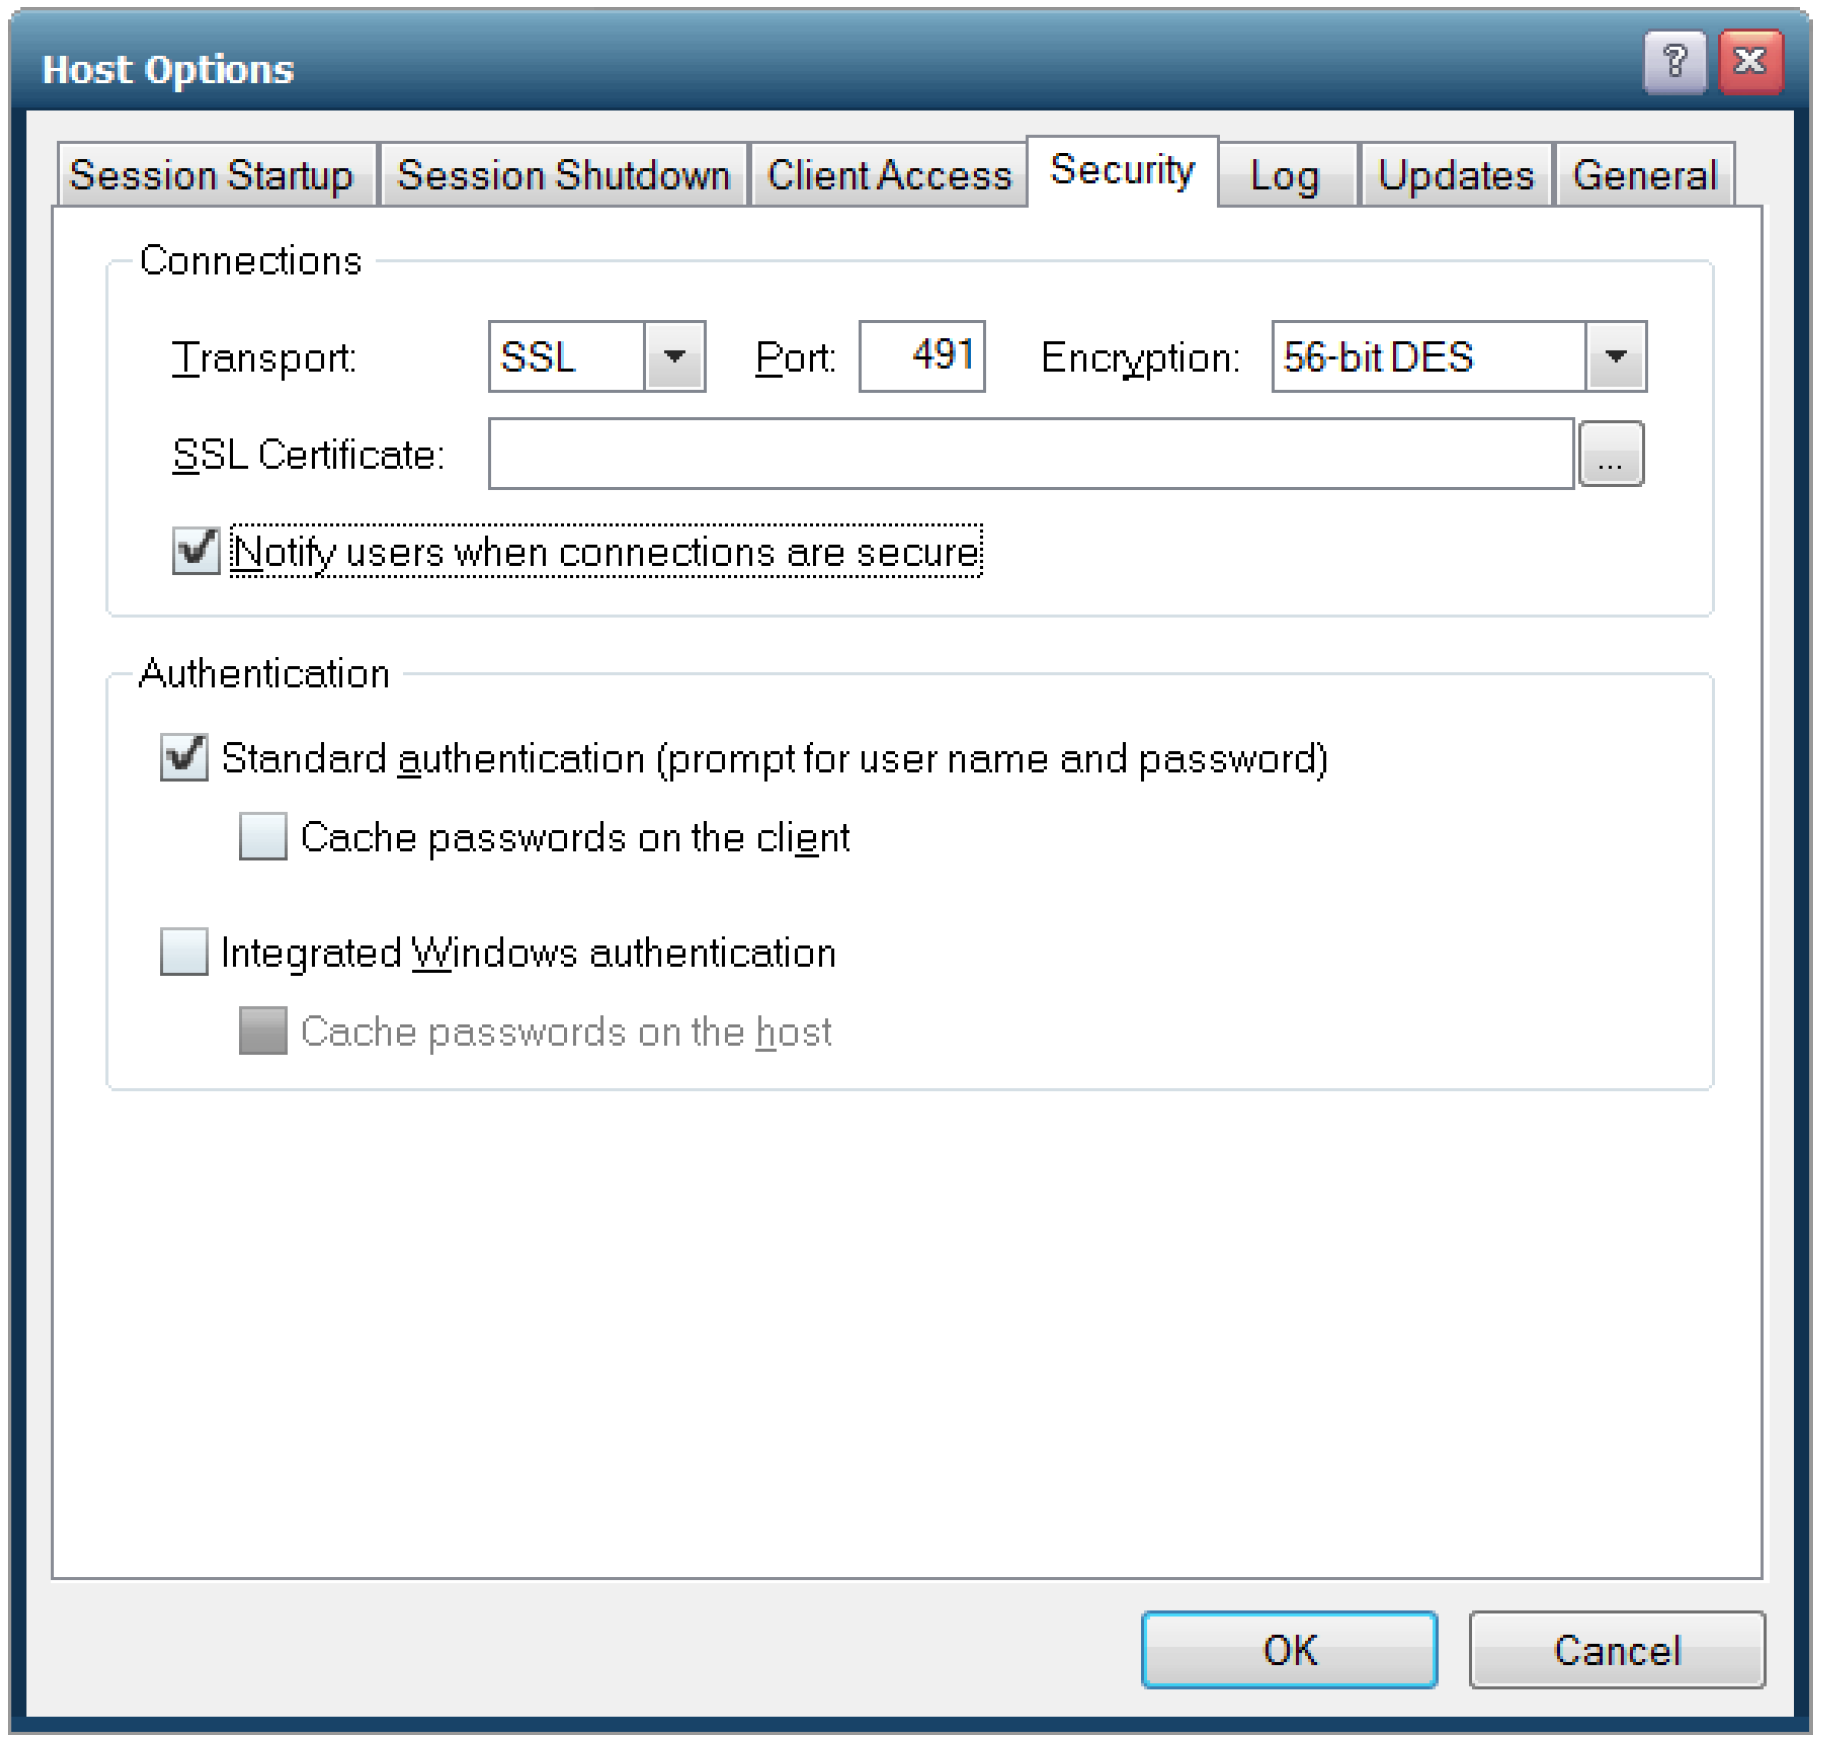 Host Options
Session Startup Session Shutdown Client Access Security Log Updates General
Connections
Transport: SSL Port: 491 Encryption: 56-bit DES
SSL Certificate: ...
Notify users when connections are secure
Authentication
Standard authentication (prompt for user name and password)
Cache passwords on the client
Integrated Windows authentication
Cache passwords on the host
OK Cancel